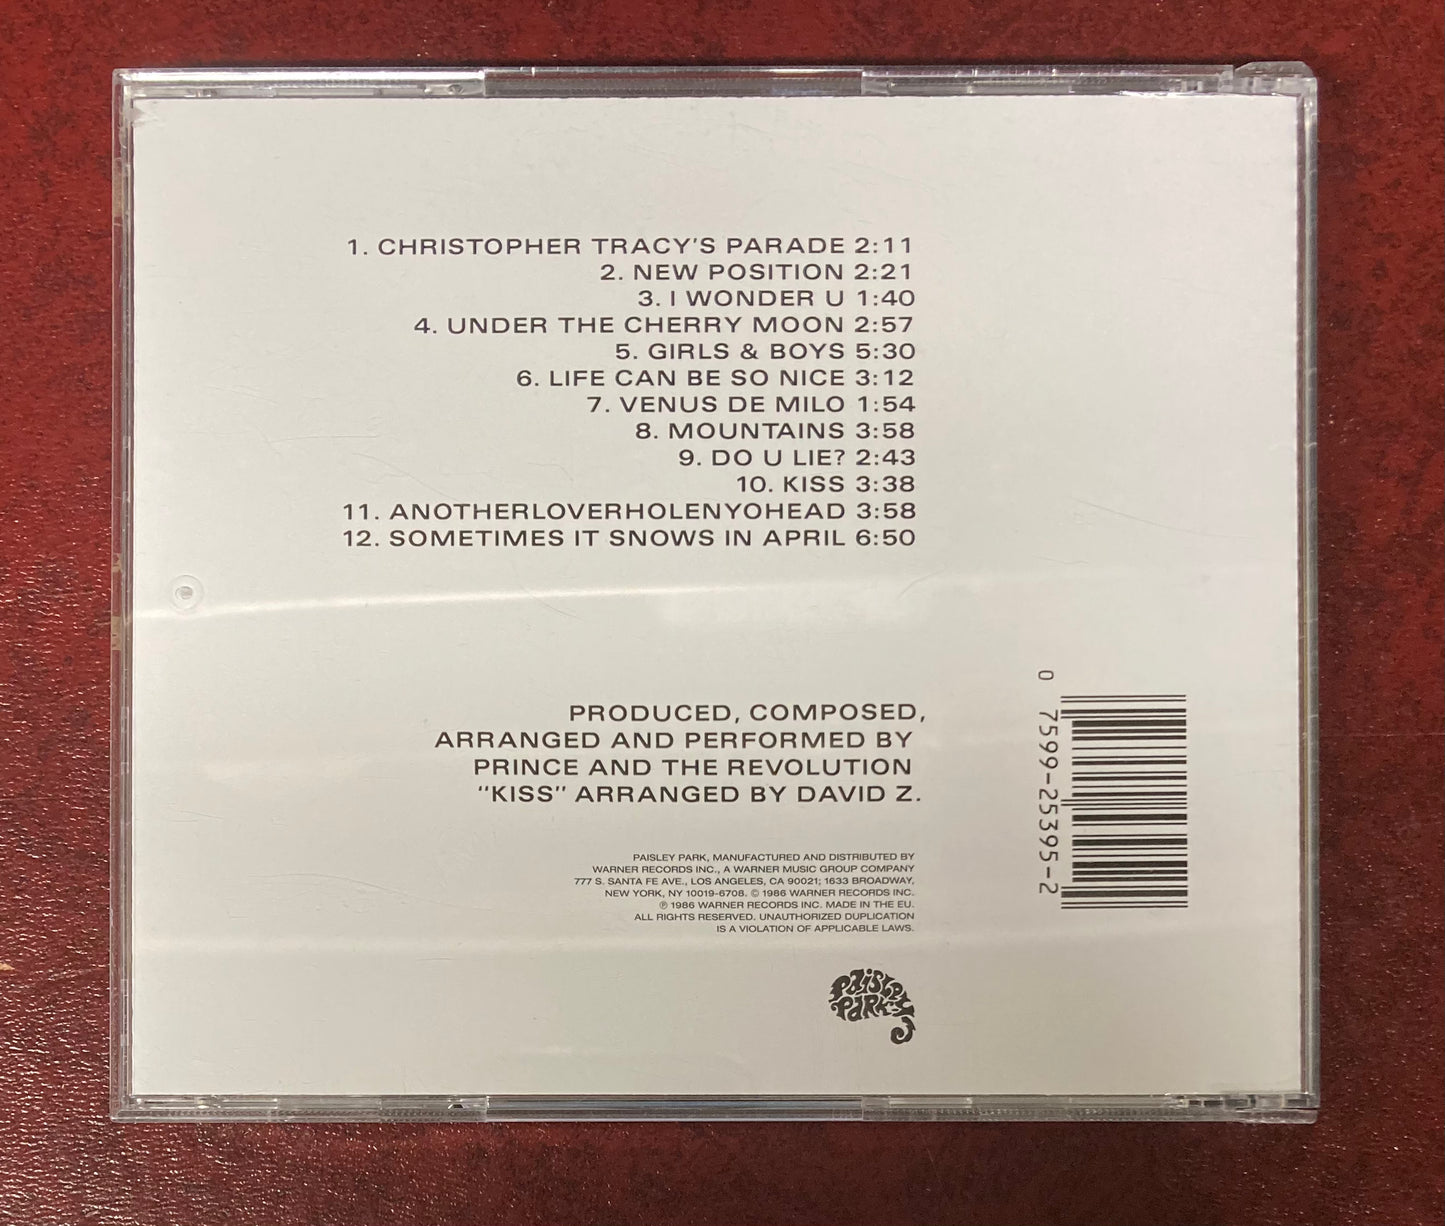 1. CHRISTOPHER TRACY'S PARADE 2:11
2. NEW POSITION 2:21
3. I WONDER U 1:40
4. UNDER THE CHERRY MOON 2:57
5. GIRLS & BOYS 5:30
6. LIFE CAN BE SO NICE 3:12
7. VENUS DE MILO 1:54
8. MOUNTAINS 3:58
9. DO U LIE? 2:43
10. KISS 3:38
11. ANOTHERLOVERHOLENYOHEAD 3:58
12. SOMETIMES IT SNOWS IN APRIL 6:50
PRODUCED, COMPOSED,
ARRANGED AND PERFORMED BY
PRINCE AND THE REVOLUTION
"KISS" ARRANGED BY DAVID Z.
PAISLEY PARK, MANUFACTURED AND DISTRIBUTED BY
WARNER RECORDS INC., A WARNER MUSIC GROUP COMPANY
777 S. SANTA FE AVE., LOS ANGELES, CA 90021; 1633 BROADWAY,
NEW YORK, NY 10019-6708. © 1986 WARNER RECORDS INC.
℗ 1986 WARNER RECORDS INC. MADE IN THE EU.
ALL RIGHTS RESERVED. UNAUTHORIZED DUPLICATION
IS A VIOLATION OF APPLICABLE LAWS.
PAISLEY
PARK
0 7599-25395-2